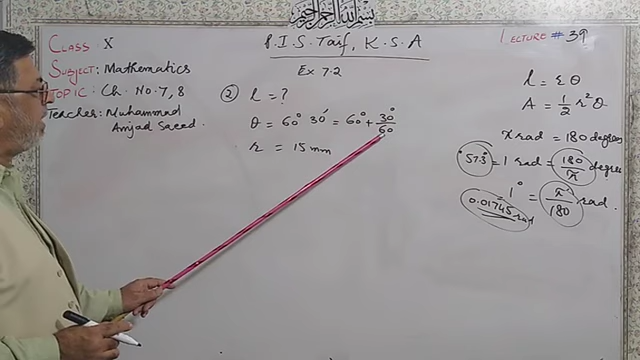 بسم الله الرحمن الرحيم
CLASS : X
P.I.S. Taif, K.S.A
LECTURE # 39
SUBJECT : Mathematics
TOPIC : Ch. No. 7, 8
Teacher: Muhammad
Amjad Saeed.
Ex 7.2
② l = ?
θ = 60° 30′ = 60° + 30°/60
r = 15 mm
l = rθ
A = 1/2 r²θ
π rad = 180 degrees
57.3° = 1 rad = 180/π degrees
1° = π/180 rad.
0.01745 rad